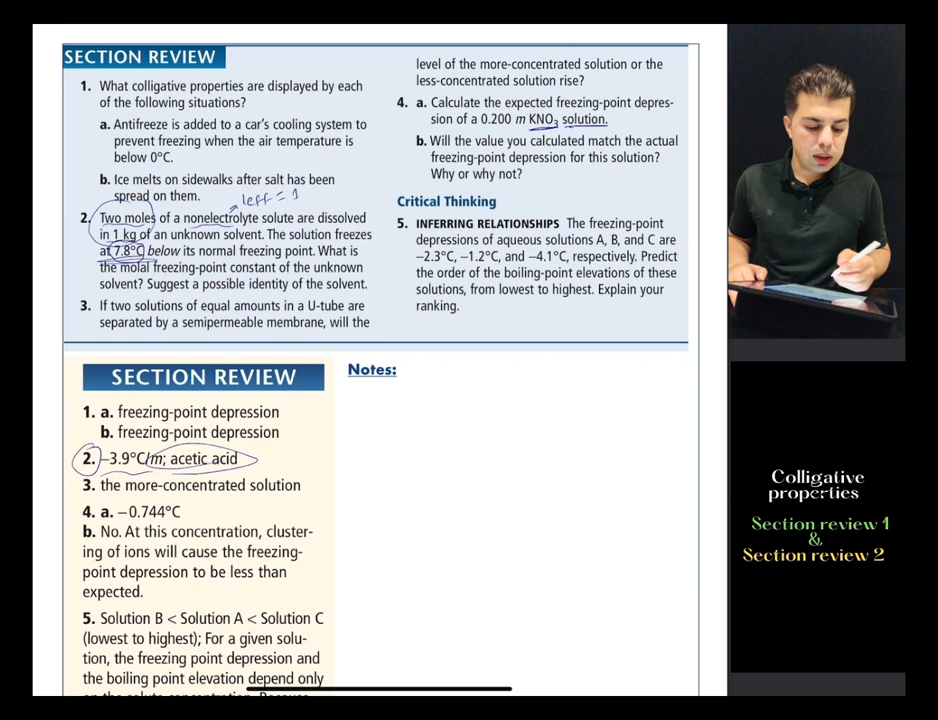 SECTION REVIEW
1. What colligative properties are displayed by each
of the following situations?
a. Antifreeze is added to a car's cooling system to
prevent freezing when the air temperature is
below 0°C.
b. Ice melts on sidewalks after salt has been
spread on them.
leff = 1
2. Two moles of a nonelectrolyte solute are dissolved
in 1 kg of an unknown solvent. The solution freezes
at 7.8°C below its normal freezing point. What is
the molal freezing-point constant of the unknown
solvent? Suggest a possible identity of the solvent.
3. If two solutions of equal amounts in a U-tube are
separated by a semipermeable membrane, will the
level of the more-concentrated solution or the
less-concentrated solution rise?
4. a. Calculate the expected freezing-point depres-
sion of a 0.200 m KNO₃ solution.
b. Will the value you calculated match the actual
freezing-point depression for this solution?
Why or why not?
Critical Thinking
5. INFERRING RELATIONSHIPS The freezing-point
depressions of aqueous solutions A, B, and C are
−2.3°C, −1.2°C, and −4.1°C, respectively. Predict
the order of the boiling-point elevations of these
solutions, from lowest to highest. Explain your
ranking.
SECTION REVIEW
1. a. freezing-point depression
b. freezing-point depression
2. −3.9°C/m; acetic acid
3. the more-concentrated solution
4. a. −0.744°C
b. No. At this concentration, cluster-
ing of ions will cause the freezing-
point depression to be less than
expected.
5. Solution B < Solution A < Solution C
(lowest to highest); For a given solu-
tion, the freezing point depression and
the boiling point elevation depend only
Notes:
Colligative
properties
Section review 1
&
Section review 2